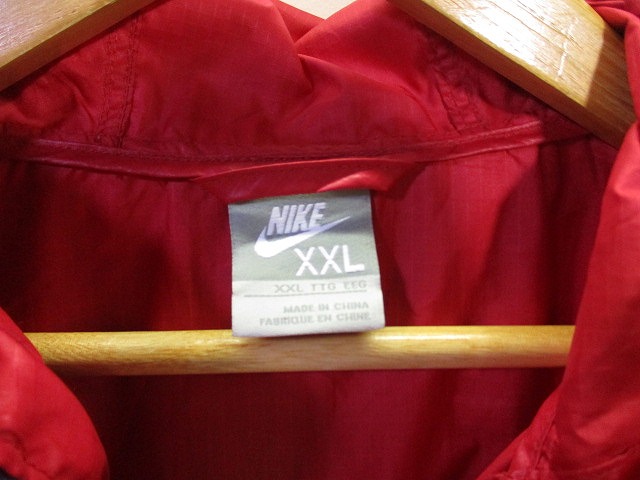 NIKE
XXL
XXL TTG EEG
MADE IN CHINA
FABRIQUE EN CHINE